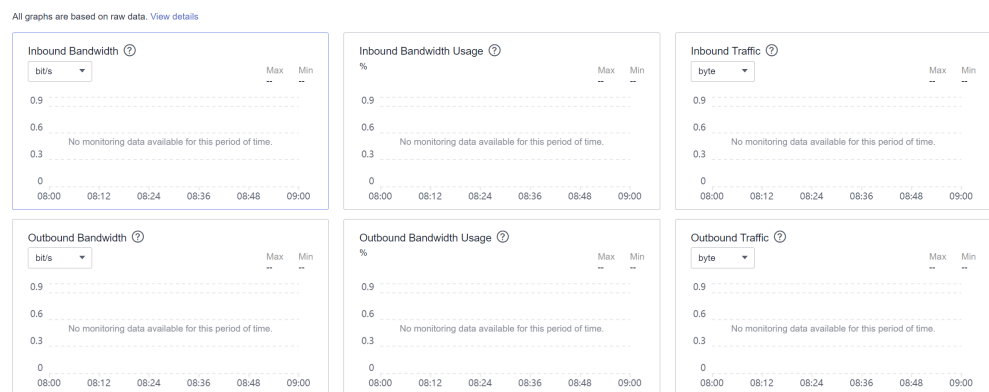 All graphs are based on raw data. View details
Inbound Bandwidth ?
bit/s
Max Min
-- --
0.9
0.6
No monitoring data available for this period of time.
0.3
0
08:00 08:12 08:24 08:36 08:48 09:00
Inbound Bandwidth Usage ?
%
Max Min
-- --
0.9
0.6
No monitoring data available for this period of time.
0.3
0
08:00 08:12 08:24 08:36 08:48 09:00
Inbound Traffic ?
byte
Max Min
-- --
0.9
0.6
No monitoring data available for this period of time.
0.3
0
08:00 08:12 08:24 08:36 08:48 09:00
Outbound Bandwidth ?
bit/s
Max Min
-- --
0.9
0.6
No monitoring data available for this period of time.
0.3
0
08:00 08:12 08:24 08:36 08:48 09:00
Outbound Bandwidth Usage ?
%
Max Min
-- --
0.9
0.6
No monitoring data available for this period of time.
0.3
0
08:00 08:12 08:24 08:36 08:48 09:00
Outbound Traffic ?
byte
Max Min
-- --
0.9
0.6
No monitoring data available for this period of time.
0.3
0
08:00 08:12 08:24 08:36 08:48 09:00